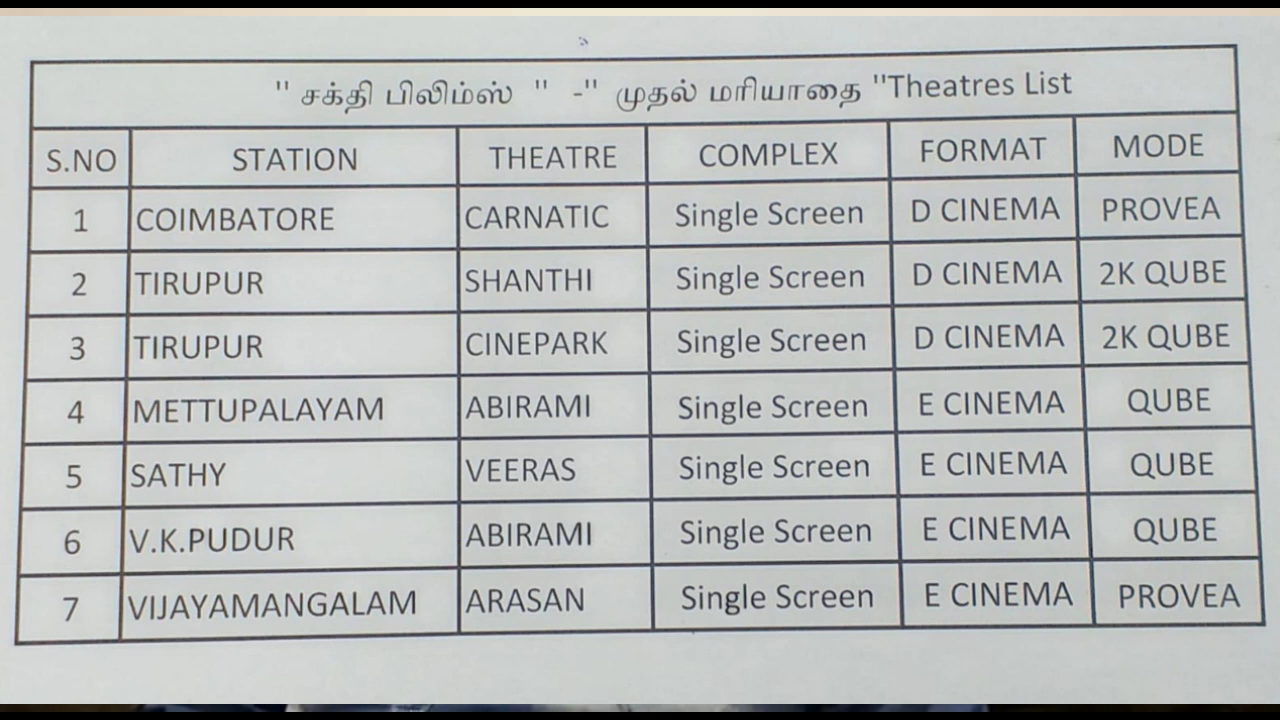 " சக்தி பிலிம்ஸ் " -" முதல் மரியாதை "Theatres List
S.NO STATION THEATRE COMPLEX FORMAT MODE
1 COIMBATORE CARNATIC Single Screen D CINEMA PROVEA
2 TIRUPUR SHANTHI Single Screen D CINEMA 2K QUBE
3 TIRUPUR CINEPARK Single Screen D CINEMA 2K QUBE
4 METTUPALAYAM ABIRAMI Single Screen E CINEMA QUBE
5 SATHY VEERAS Single Screen E CINEMA QUBE
6 V.K.PUDUR ABIRAMI Single Screen E CINEMA QUBE
7 VIJAYAMANGALAM ARASAN Single Screen E CINEMA PROVEA